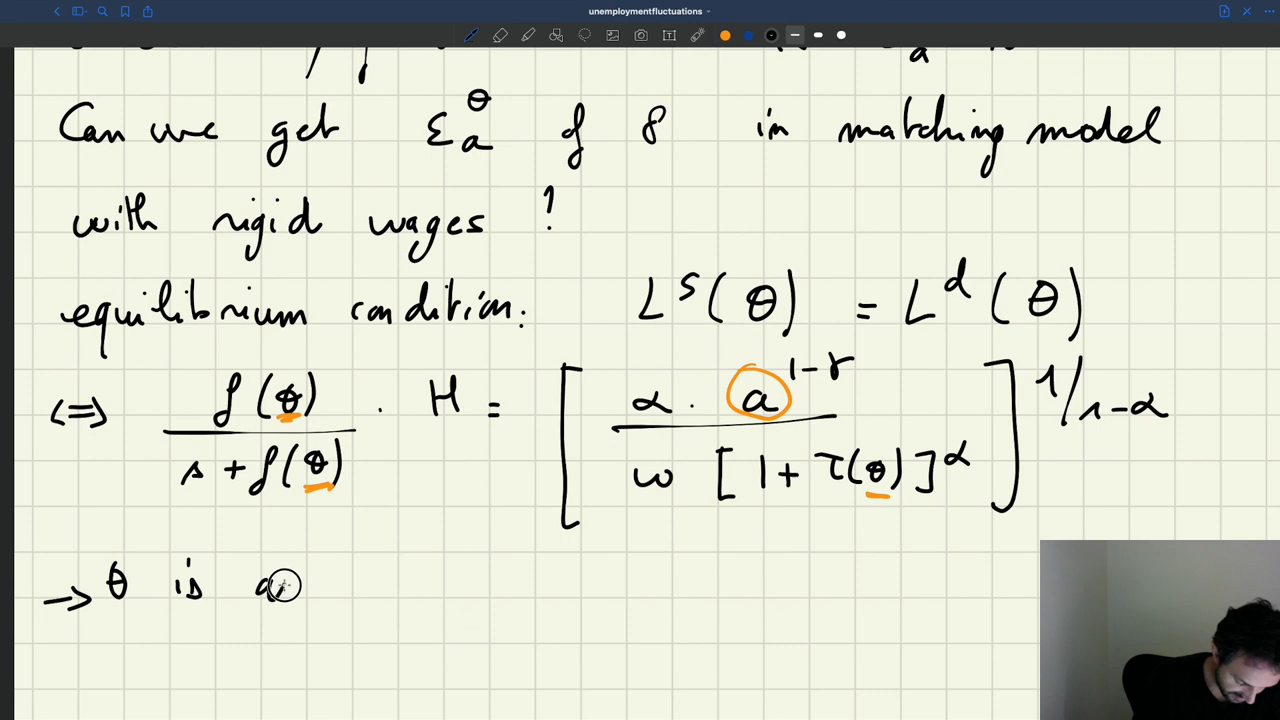 unemploymentfluctuations
Can we get ε_a^θ of 8 in matching model
with rigid wages ?
equilibrium condition: L^s(θ) = L^d(θ)
<=> f(θ) / s + f(θ) · H = [ α · a^{1-γ} / ω [1 + τ(θ)]^α ]^{1/1-α}
→ θ is a